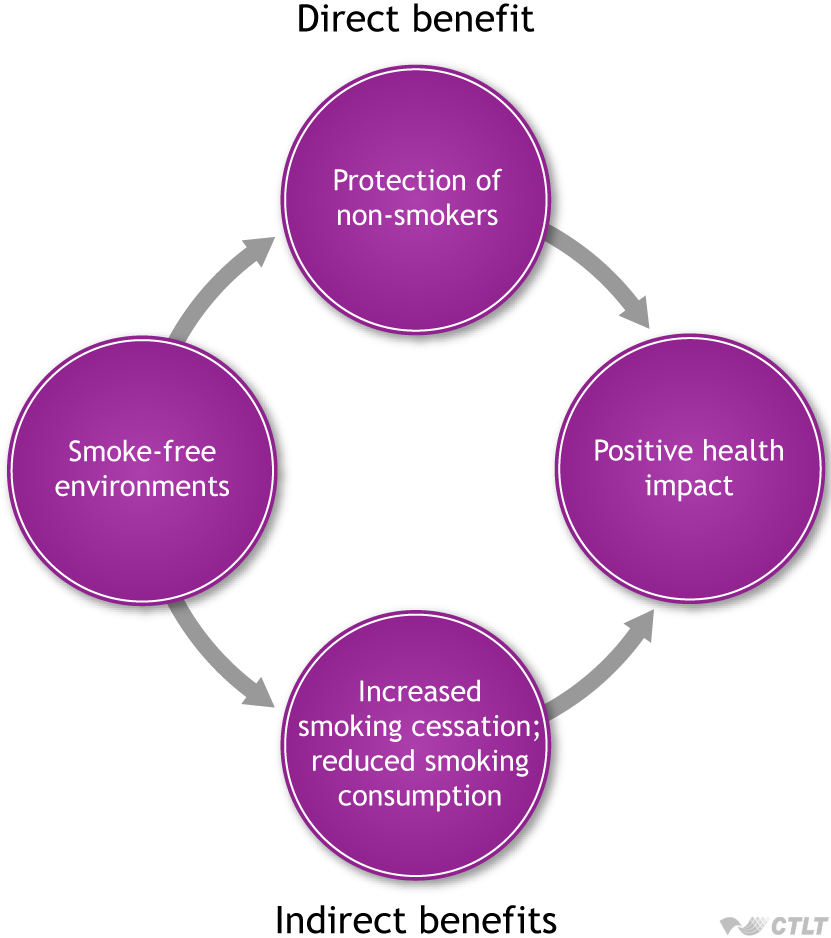 Direct benefit
Protection of
non-smokers
Smoke-free
environments
Positive health
impact
Increased
smoking cessation;
reduced smoking
consumption
Indirect benefits
CTLT